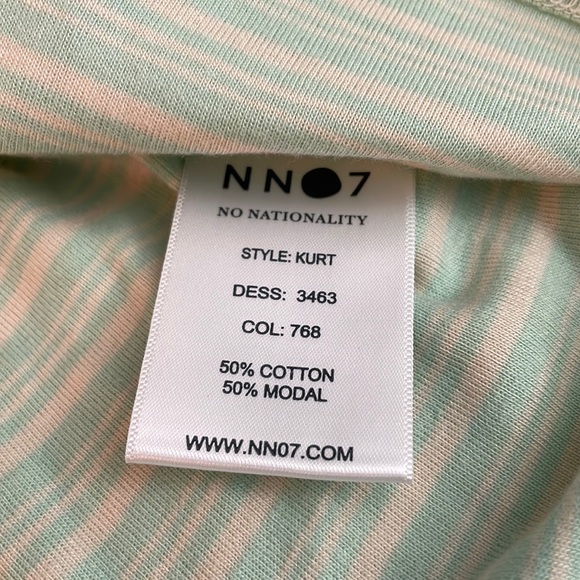 NN07
NO NATIONALITY
STYLE: KURT
DESS: 3463
COL: 768
50% COTTON
50% MODAL
WWW.NN07.COM